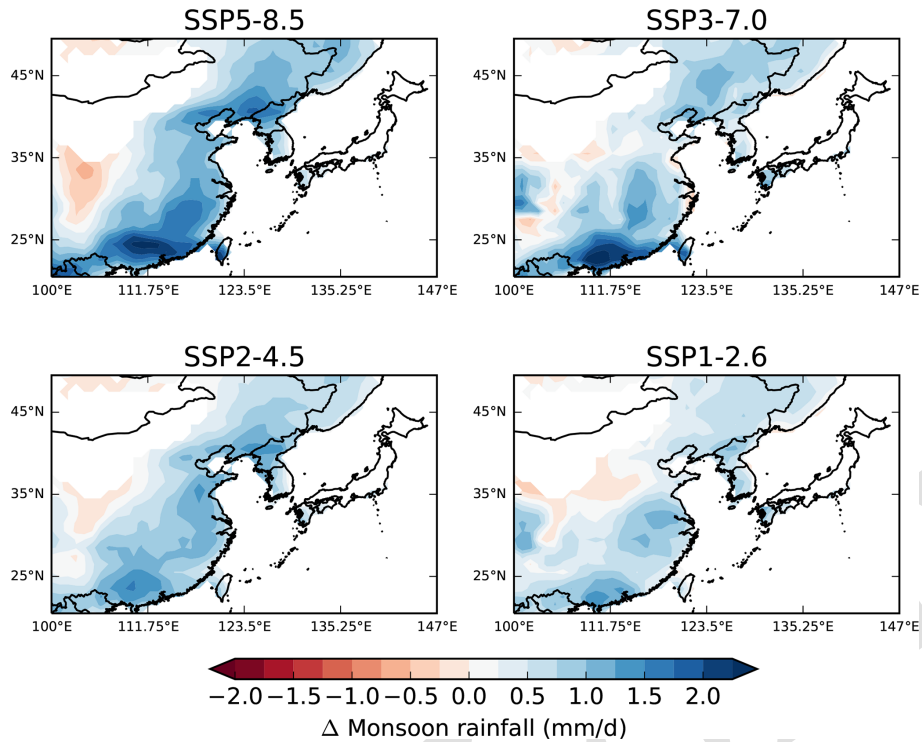 SSP5-8.5
SSP3-7.0
45°N
35°N
25°N
100°E 111.75°E 123.5°E 135.25°E 147°E
45°N
35°N
25°N
100°E 111.75°E 123.5°E 135.25°E 147°E
SSP2-4.5
SSP1-2.6
45°N
35°N
25°N
100°E 111.75°E 123.5°E 135.25°E 147°E
45°N
35°N
25°N
100°E 111.75°E 123.5°E 135.25°E 147°E
−2.0 −1.5 −1.0 −0.5 0.0 0.5 1.0 1.5 2.0
Δ Monsoon rainfall (mm/d)